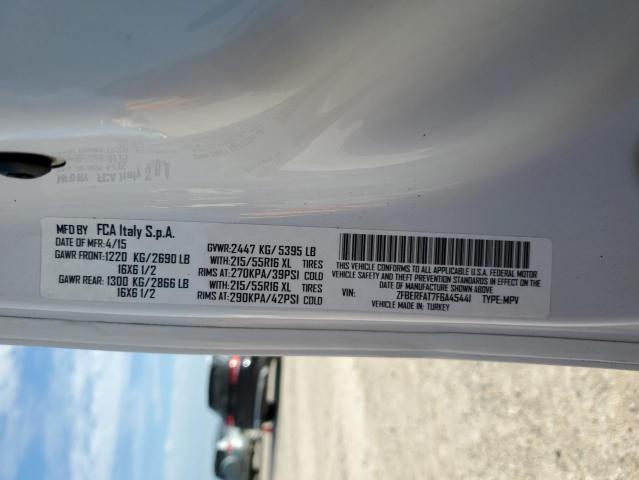 MFD BY FCA Italy S.p.A.
DATE OF MFR:4/15
GAWR FRONT:1220 KG/2690 LB
16X6 1/2
GAWR REAR: 1300 KG/2866 LB
16X6 1/2
GVWR:2447 KG/5395 LB
WITH:215/55R16 XL TIRES
RIMS AT:270KPA/39PSI COLD
WITH:215/55R16 XL TIRES
RIMS AT:290KPA/42PSI COLD
THIS VEHICLE CONFORMS TO ALL APPLICABLE U.S.A. FEDERAL MOTOR
VEHICLE SAFETY AND THEFT PREVENTION STANDARDS IN EFFECT ON THE
DATE OF MANUFACTURE SHOWN ABOVE.
VIN: ZFBERFAT7F6A45441 TYPE:MPV
VEHICLE MADE IN: TURKEY